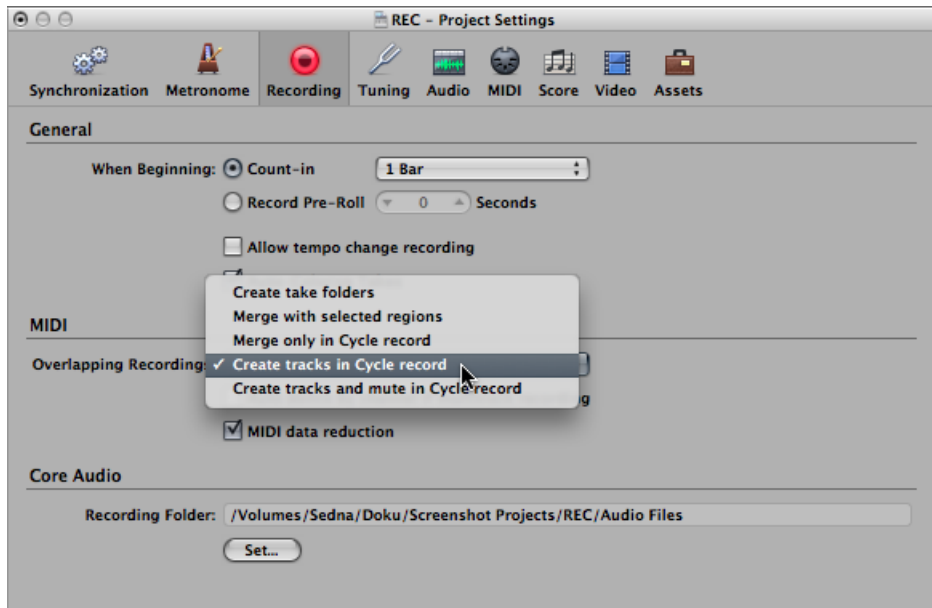 REC – Project Settings
Synchronization Metronome Recording Tuning Audio MIDI Score Video Assets
General
When Beginning: Count-in 1 Bar
Record Pre-Roll 0 Seconds
Allow tempo change recording
Create take folders
Merge with selected regions
MIDI
Merge only in Cycle record
Overlapping Recording ✓ Create tracks in Cycle record
Create tracks and mute in Cycle record
MIDI data reduction
Core Audio
Recording Folder: /Volumes/Sedna/Doku/Screenshot Projects/REC/Audio Files
Set...